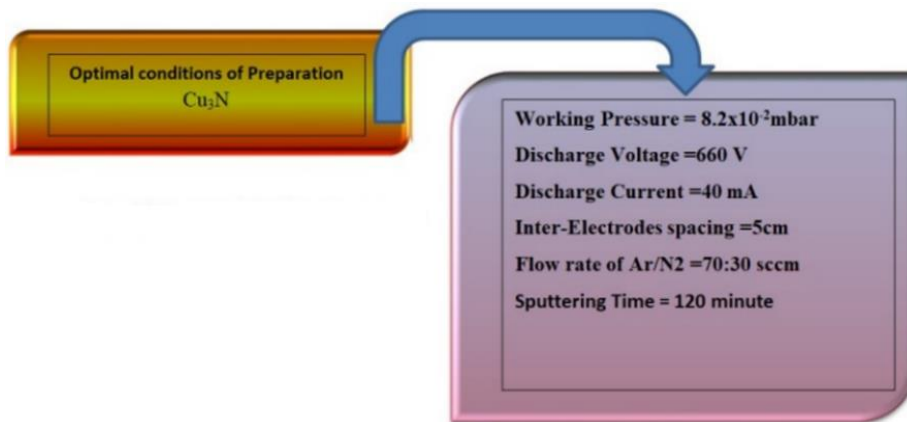 Optimal conditions of Preparation
Cu₃N
Working Pressure = 8.2x10⁻²mbar
Discharge Voltage =660 V
Discharge Current =40 mA
Inter-Electrodes spacing =5cm
Flow rate of Ar/N2 =70:30 sccm
Sputtering Time = 120 minute